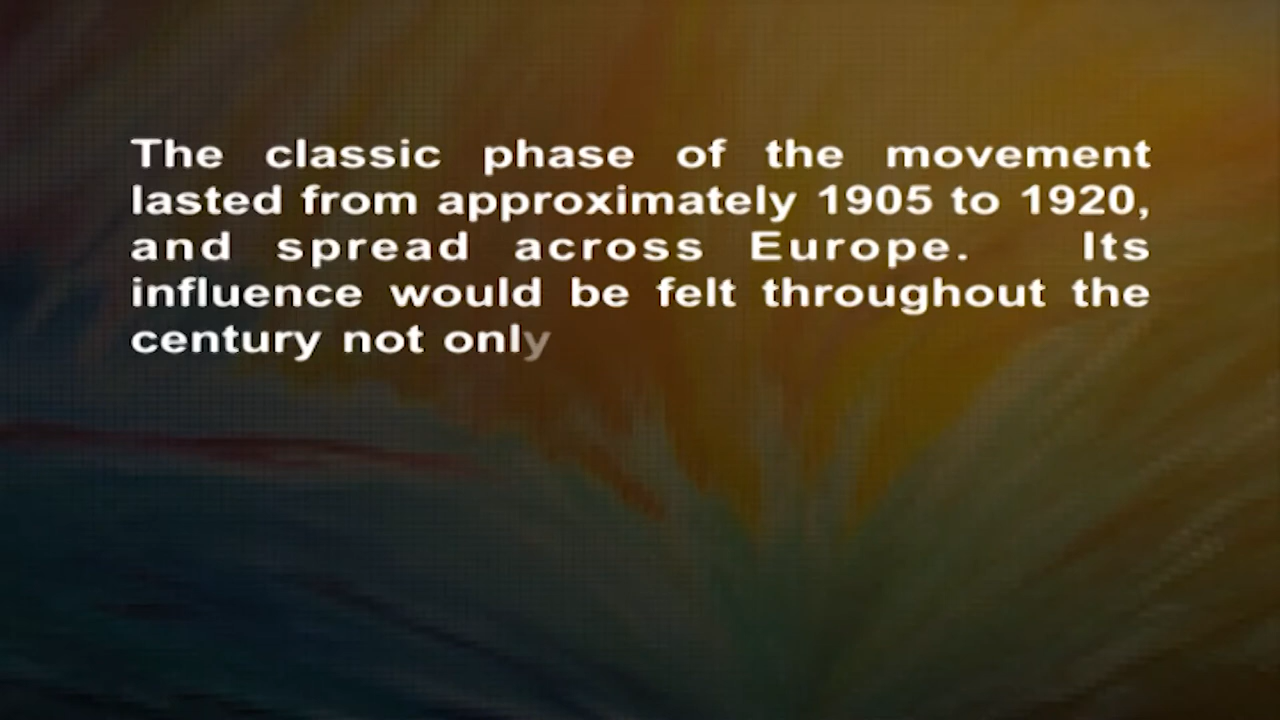 The classic phase of the movement
lasted from approximately 1905 to 1920,
and spread across Europe. Its
influence would be felt throughout the
century not only